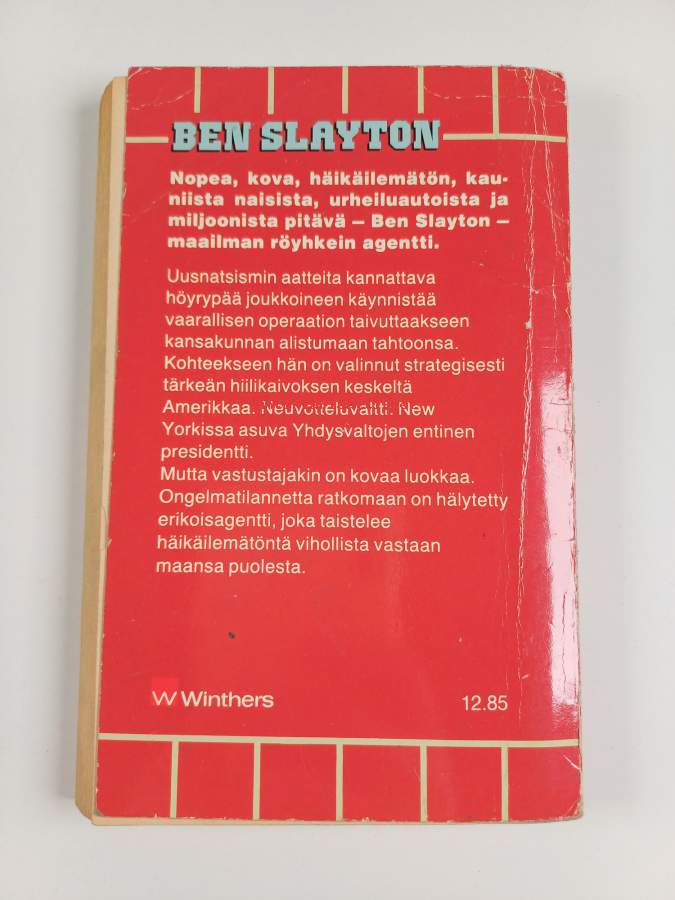 BEN SLAYTON
Nopea, kova, häikäilemätön, kau-
niista naisista, urheiluautoista ja
miljoonista pitävä – Ben Slayton –
maailman röyhkein agentti.
Uusnatsismin aatteita kannattava
höyrypää joukkoineen käynnistää
vaarallisen operaation taivuttaakseen
kansakunnan alistumaan tahtoonsa.
Kohteekseen hän on valinnut strategisesti
tärkeän hiilikaivoksen keskeltä
Amerikkaa. Neuvotteluvaltti: New
Yorkissa asuva Yhdysvaltojen entinen
presidentti.
Mutta vastustajakin on kovaa luokkaa.
Ongelmatilannetta ratkomaan on hälytetty
erikoisagentti, joka taistelee
häikäilemätöntä vihollista vastaan
maansa puolesta.
W Winthers
12.85